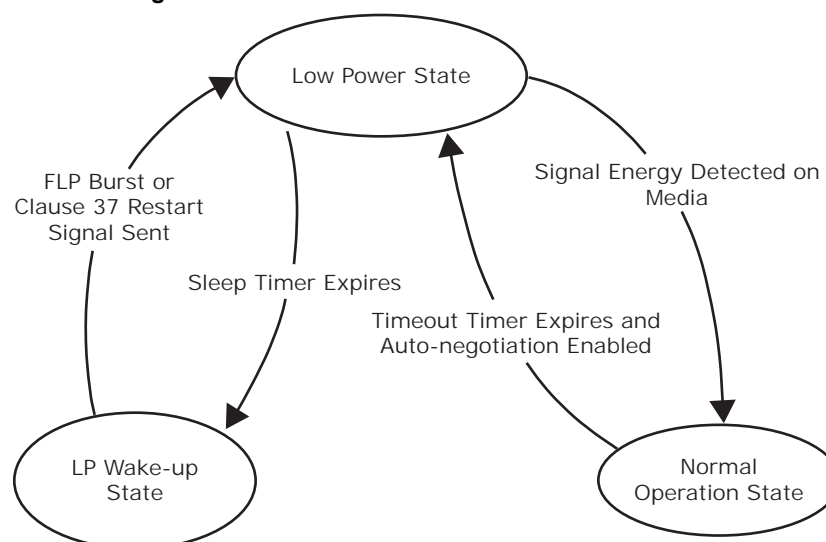 Low Power State
FLP Burst or
Clause 37 Restart
Signal Sent
Signal Energy Detected on
Media
Sleep Timer Expires
Timeout Timer Expires and
Auto-negotiation Enabled
LP Wake-up
State
Normal
Operation State